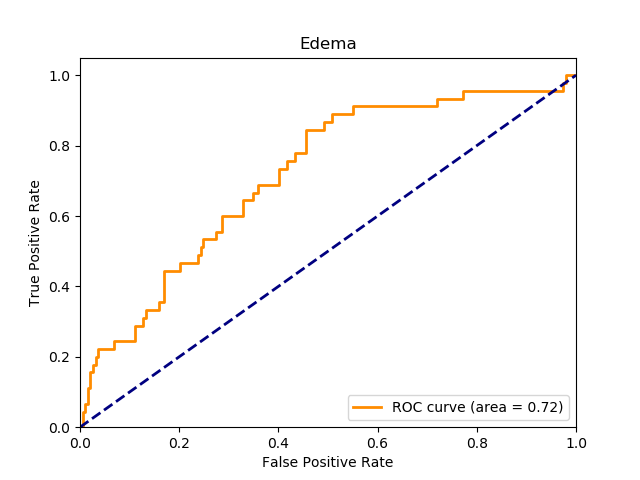 Edema
True Positive Rate
1.0
0.8
0.6
0.4
0.2
0.0
ROC curve (area = 0.72)
0.0 0.2 0.4 0.6 0.8 1.0
False Positive Rate